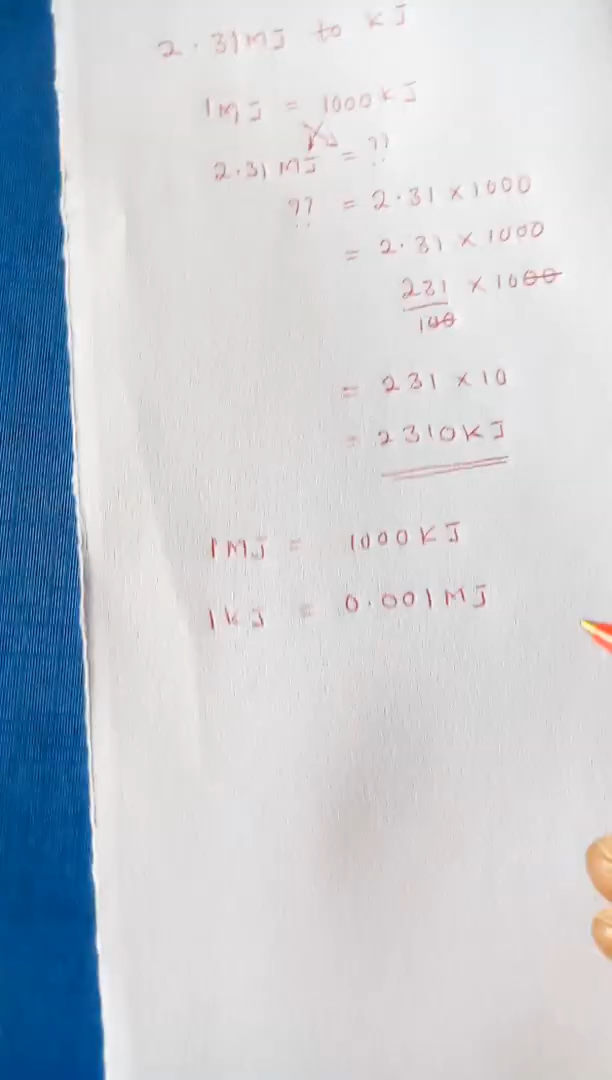 2.31MJ to KJ
1MJ = 1000KJ
2.31MJ = ??
?? = 2.31 x 1000
= 2.31 x 1000
231 x 1000
100
= 231 x 10
= 2310KJ
1MJ = 1000KJ
1KJ = 0.001MJ